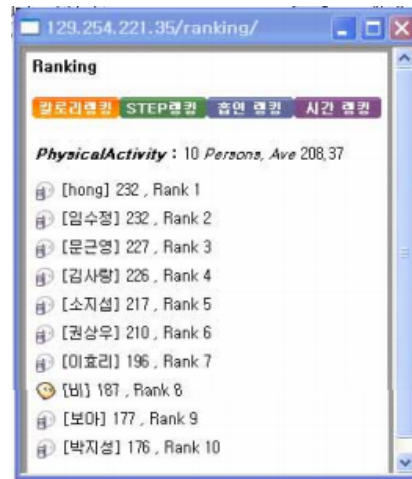 129.254.221.35/ranking/
Ranking
칼로리랭킹 STEP랭킹 흡연 랭킹 시간 랭킹
PhysicalActivity : 10 Persons, Ave 208,37
[hong] 232 , Rank 1
[임수정] 232 , Rank 2
[문근영] 227 , Rank 3
[김사랑] 226 , Rank 4
[소지섭] 217 , Rank 5
[권상우] 210 , Rank 6
[이효리] 196 , Rank 7
[비] 187 , Rank 8
[보아] 177 , Rank 9
[박지성] 176 , Rank 10